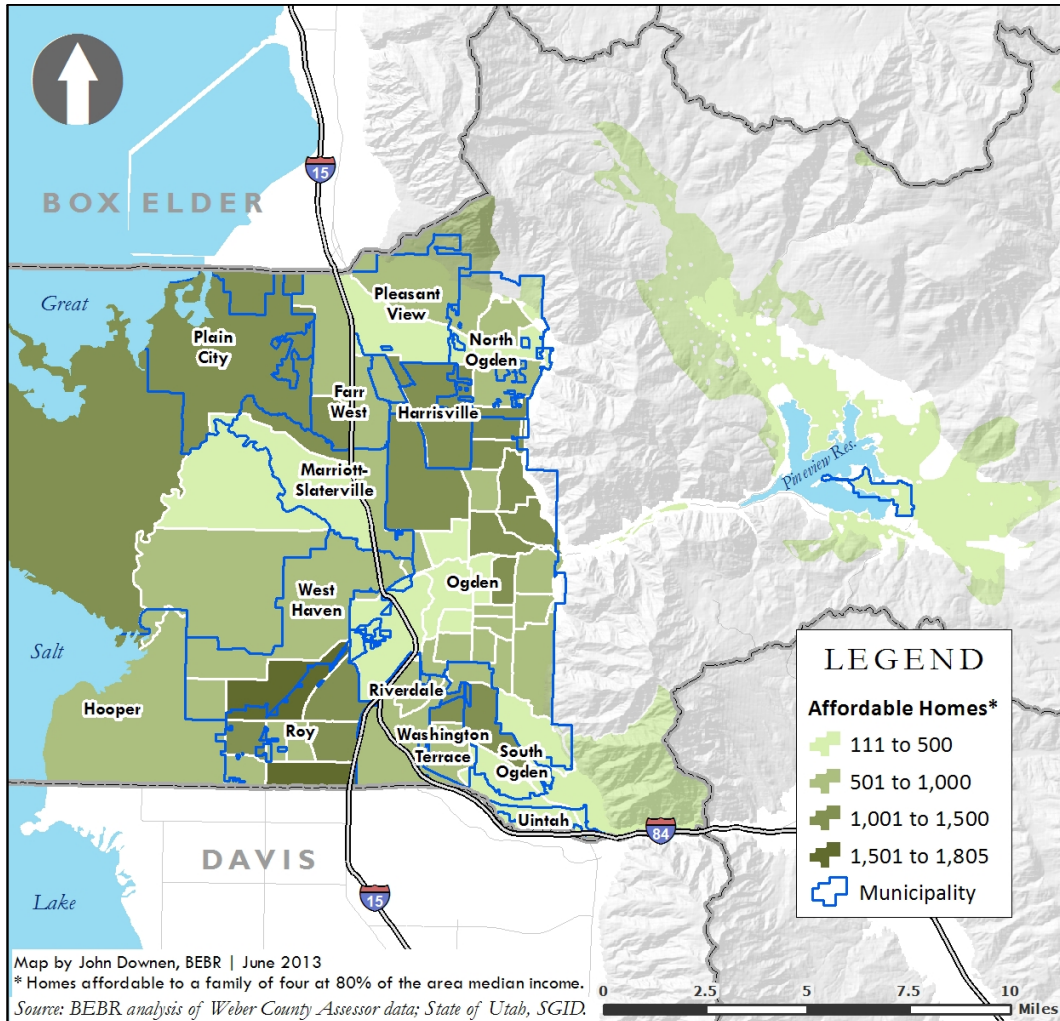 15
BOX ELDER
Great
Pleasant
View
Plain
City
North
Ogden
Farr
West
Harrisville
Pineview Res.
Marriott-
Slaterville
Ogden
West
Haven
Salt
Hooper
Riverdale
Roy
Washington
Terrace
South
Ogden
Uintah
84
DAVIS
15
Lake
LEGEND
Affordable Homes*
111 to 500
501 to 1,000
1,001 to 1,500
1,501 to 1,805
Municipality
Map by John Downen, BEBR | June 2013
* Homes affordable to a family of four at 80% of the area median income.
Source: BEBR analysis of Weber County Assessor data; State of Utah, SGID.
0 2.5 5 7.5 10
Miles